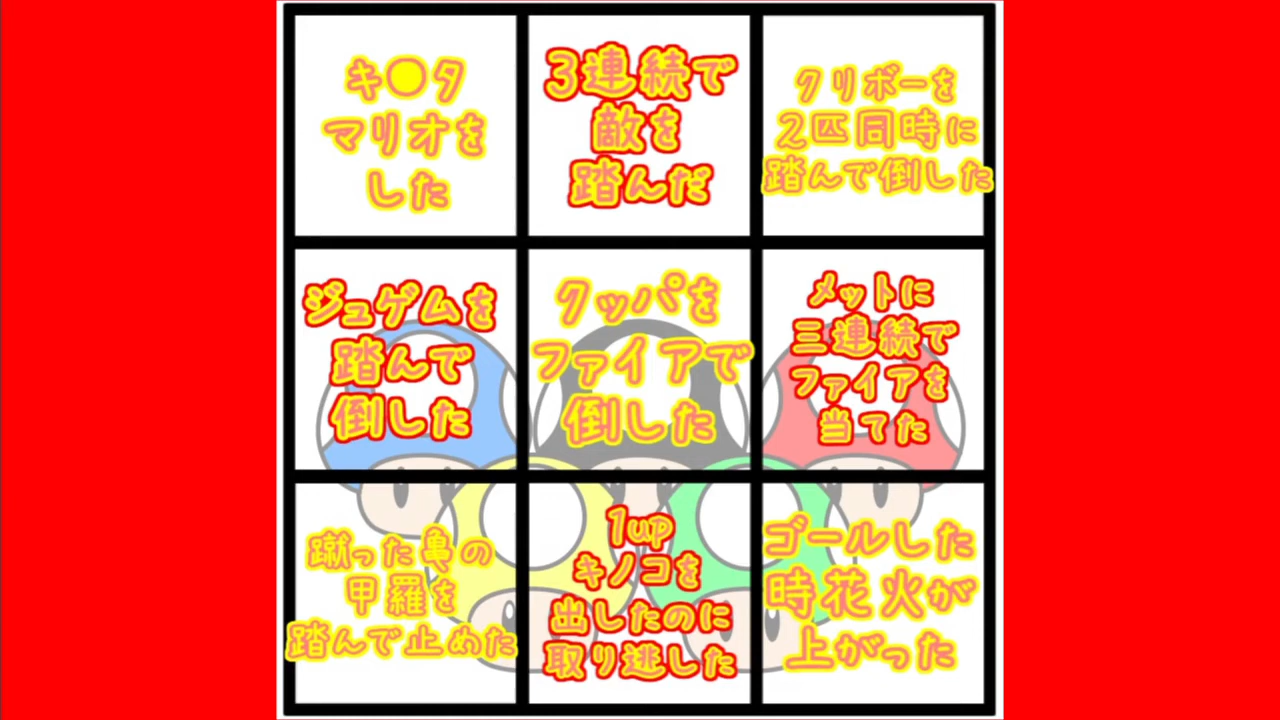 キ●タ
マリオを
した
3連続で
敵を
踏んだ
クリボーを
2匹同時に
踏んで倒した
ジュゲムを
踏んで
倒した
クッパを
ファイアで
倒した
メットに
三連続で
ファイアを
当てた
蹴った亀の
甲羅を
踏んで止めた
1up
キノコを
出したのに
取り逃した
ゴールした
時花火が
上がった